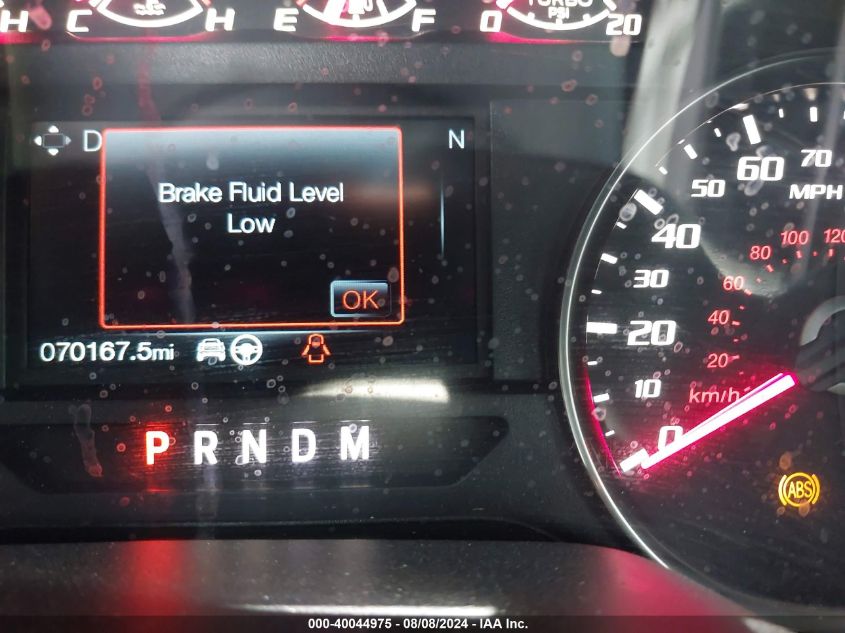 H C H E F 0 TURBO 20
PSI
D N
Brake Fluid Level
Low
OK
070167.5mi
P R N D M
0 10 20 30 40 50 60 70
MPH
20 40 60 80 100 120
km/h
ABS
000-40044975 - 08/08/2024 - IAA Inc.